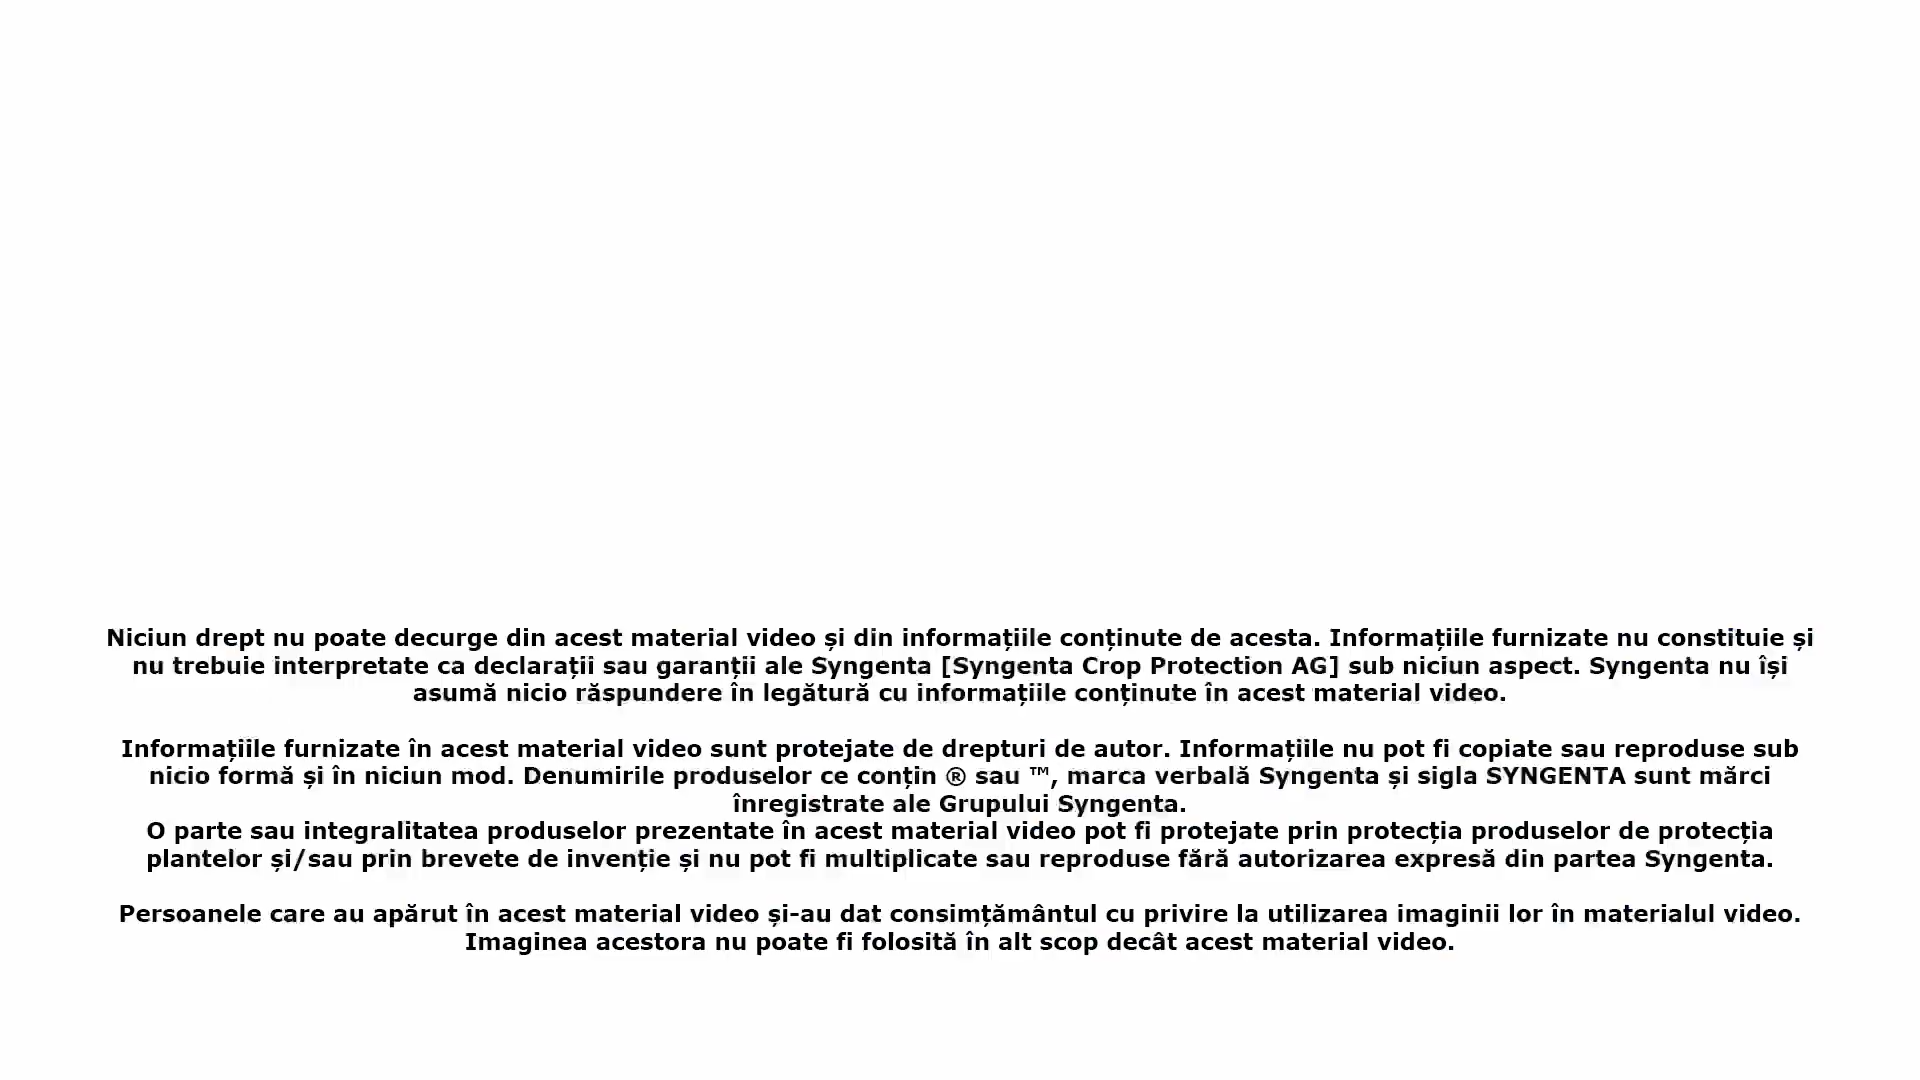 Niciun drept nu poate decurge din acest material video și din informațiile conținute de acesta. Informațiile furnizate nu constituie și
nu trebuie interpretate ca declarații sau garanții ale Syngenta [Syngenta Crop Protection AG] sub niciun aspect. Syngenta nu își
asumă nicio răspundere în legătură cu informațiile conținute în acest material video.
Informațiile furnizate în acest material video sunt protejate de drepturi de autor. Informațiile nu pot fi copiate sau reproduse sub
nicio formă și în niciun mod. Denumirile produselor ce conțin ® sau ™, marca verbală Syngenta și sigla SYNGENTA sunt mărci
înregistrate ale Grupului Syngenta.
O parte sau integralitatea produselor prezentate în acest material video pot fi protejate prin protecția produselor de protecția
plantelor și/sau prin brevete de invenție și nu pot fi multiplicate sau reproduse fără autorizarea expresă din partea Syngenta.
Persoanele care au apărut în acest material video și-au dat consimțământul cu privire la utilizarea imaginii lor în materialul video.
Imaginea acestora nu poate fi folosită în alt scop decât acest material video.